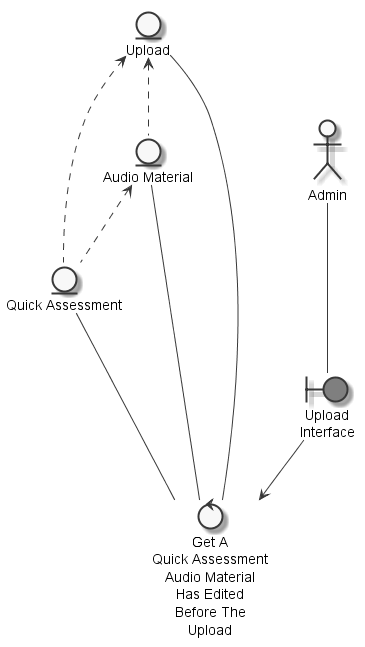 Upload
Audio Material
Admin
Quick Assessment
Upload
Interface
Get A
Quick Assessment
Audio Material
Has Edited
Before The
Upload